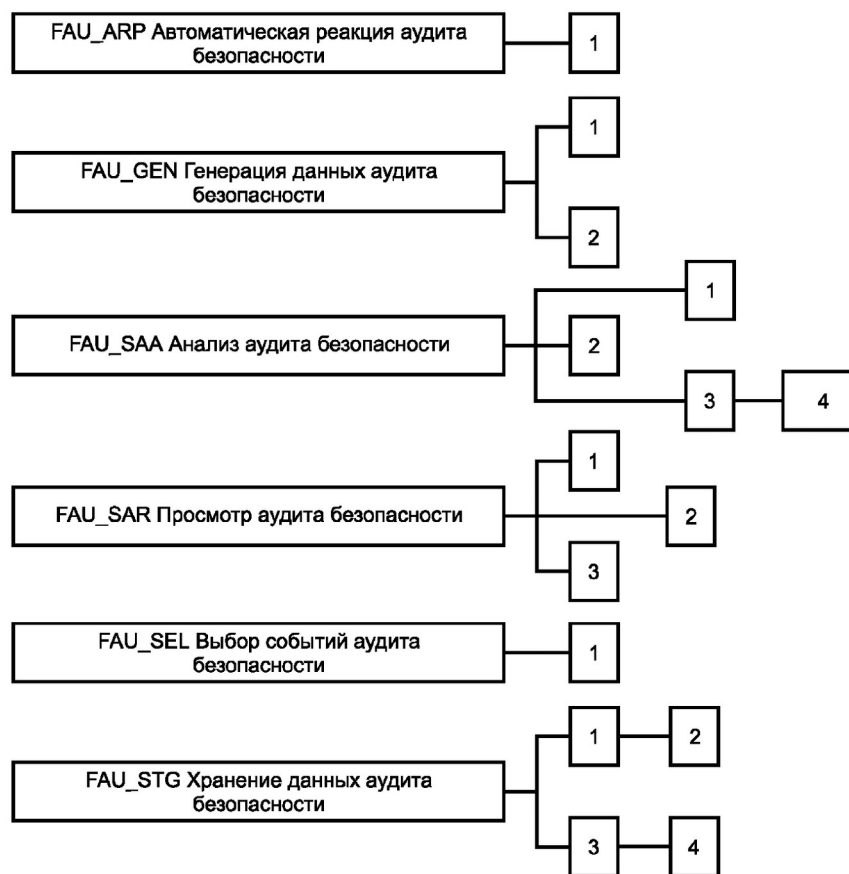 FAU_ARP Автоматическая реакция аудита
безопасности
1
FAU_GEN Генерация данных аудита
безопасности
1
2
FAU_SAA Анализ аудита безопасности
1
2
3
4
FAU_SAR Просмотр аудита безопасности
1
2
3
FAU_SEL Выбор событий аудита
безопасности
1
FAU_STG Хранение данных аудита
безопасности
1
2
3
4